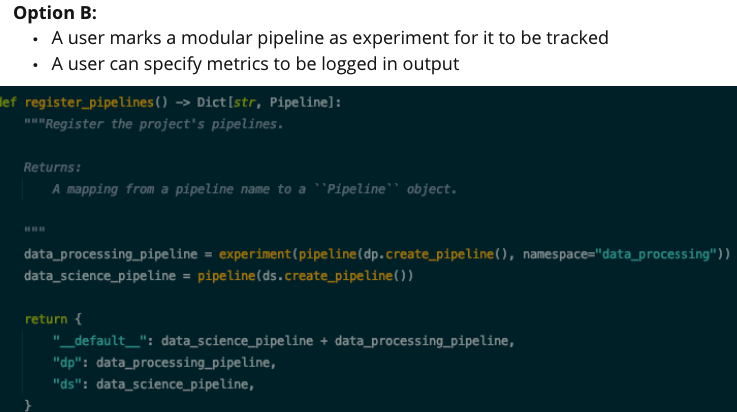 Option B:
• A user marks a modular pipeline as experiment for it to be tracked
• A user can specify metrics to be logged in output
def register_pipelines() -> Dict[str, Pipeline]:
"""Register the project's pipelines.
Returns:
A mapping from a pipeline name to a ``Pipeline`` object.
"""
data_processing_pipeline = experiment(pipeline(dp.create_pipeline(), namespace="data_processing"))
data_science_pipeline = pipeline(ds.create_pipeline())
return {
"__default__": data_science_pipeline + data_processing_pipeline,
"dp": data_processing_pipeline,
"ds": data_science_pipeline,
}